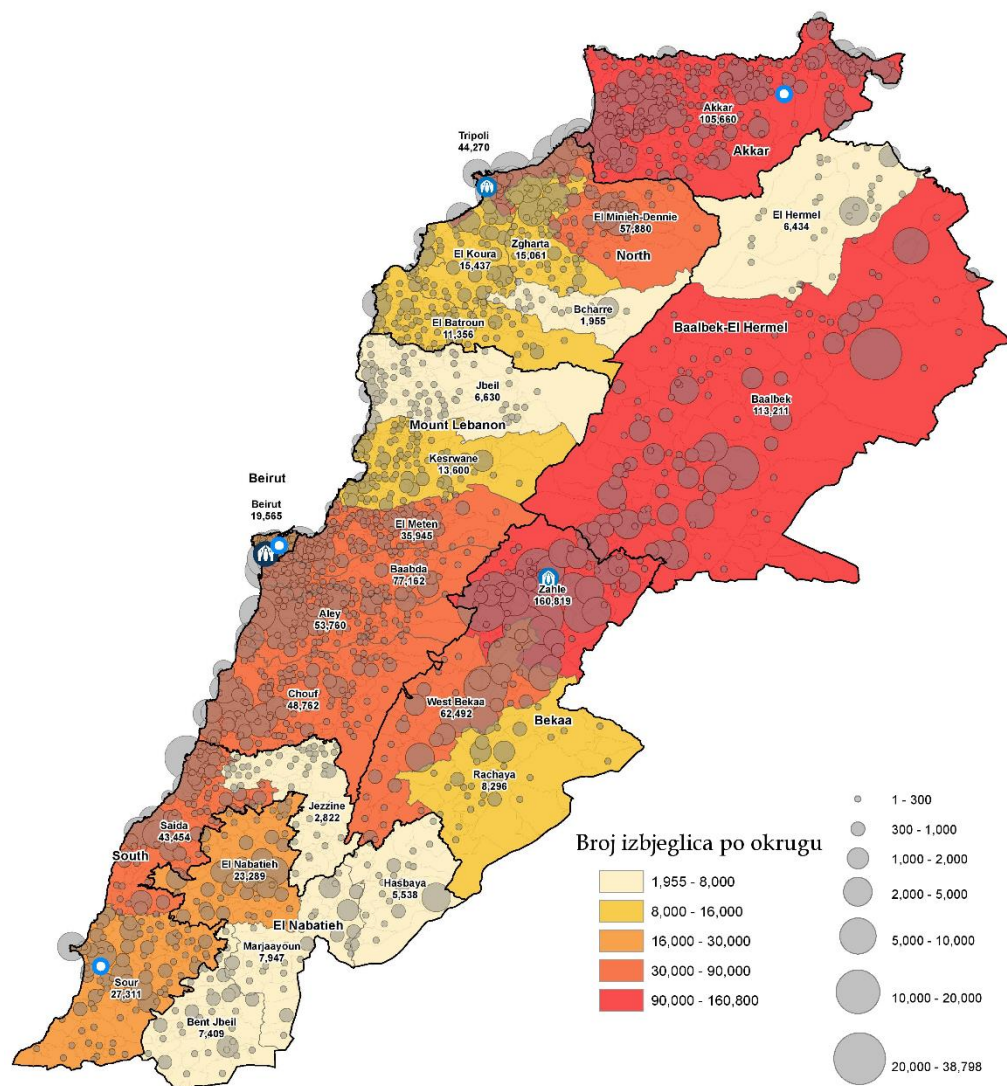 Akkar
105,660
Akkar
Tripoli
44,270
El Minieh-Dennie
57,880
El Hermel
6,434
Zgharta
15,061
El Koura
15,437
North
Bcharre
1,955
El Batroun
11,356
Baalbek-El Hermel
Jbeil
6,630
Baalbek
113,211
Mount Lebanon
Kesrwane
13,600
Beirut
Beirut
19,565
El Meten
35,945
Baabda
77,162
Zahle
160,819
Aley
53,760
Chouf
48,762
West Bekaa
62,492
Bekaa
Rachaya
8,296
Jezzine
2,822
Saida
43,454
South
El Nabatieh
23,289
Hasbaya
5,538
El Nabatieh
Marjaayoun
7,947
Sour
27,311
Bent Jbeil
7,409
Broj izbjeglica po okrugu
1,955 - 8,000
8,000 - 16,000
16,000 - 30,000
30,000 - 90,000
90,000 - 160,800
1 - 300
300 - 1,000
1,000 - 2,000
2,000 - 5,000
5,000 - 10,000
10,000 - 20,000
20,000 - 38,798